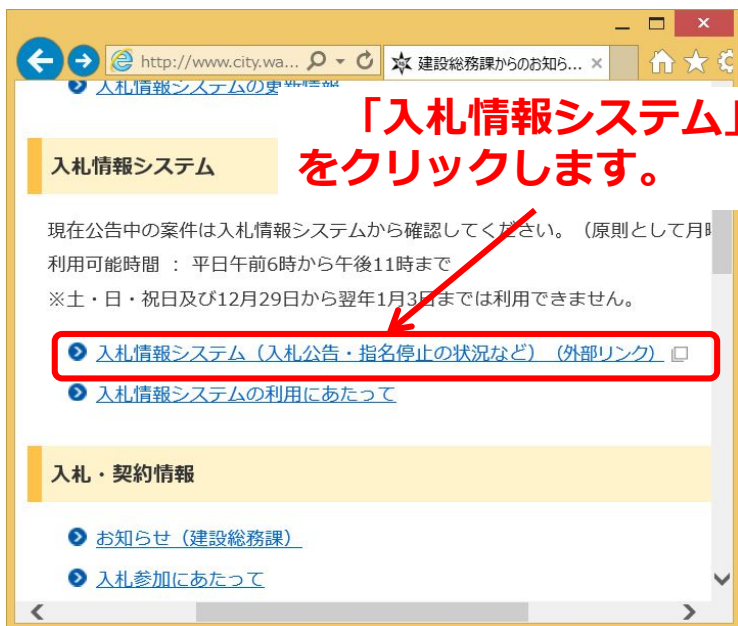 http://www.city.wa...
建設総務課からのお知ら...
入札情報システムの更新情報
「入札情報システム」
をクリックします。
入札情報システム
現在公告中の案件は入札情報システムから確認してください。（原則として月
利用可能時間 ： 平日午前6時から午後11時まで
※土・日・祝日及び12月29日から翌年1月3日までは利用できません。
入札情報システム（入札公告・指名停止の状況など）（外部リンク）
入札情報システムの利用にあたって
入札・契約情報
お知らせ（建設総務課）
入札参加にあたって